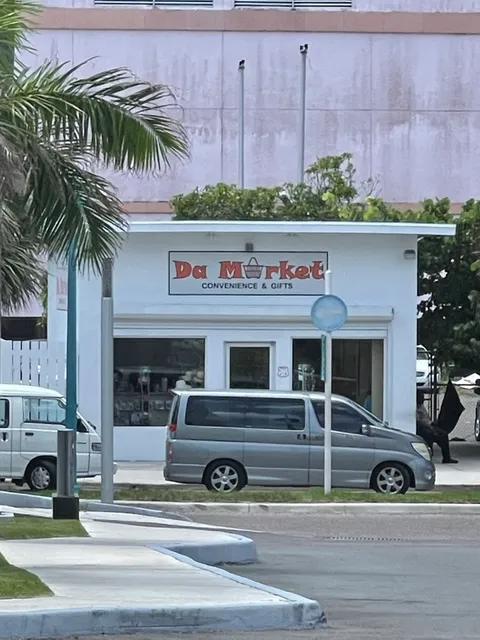 Da Market
CONVENIENCE & GIFTS